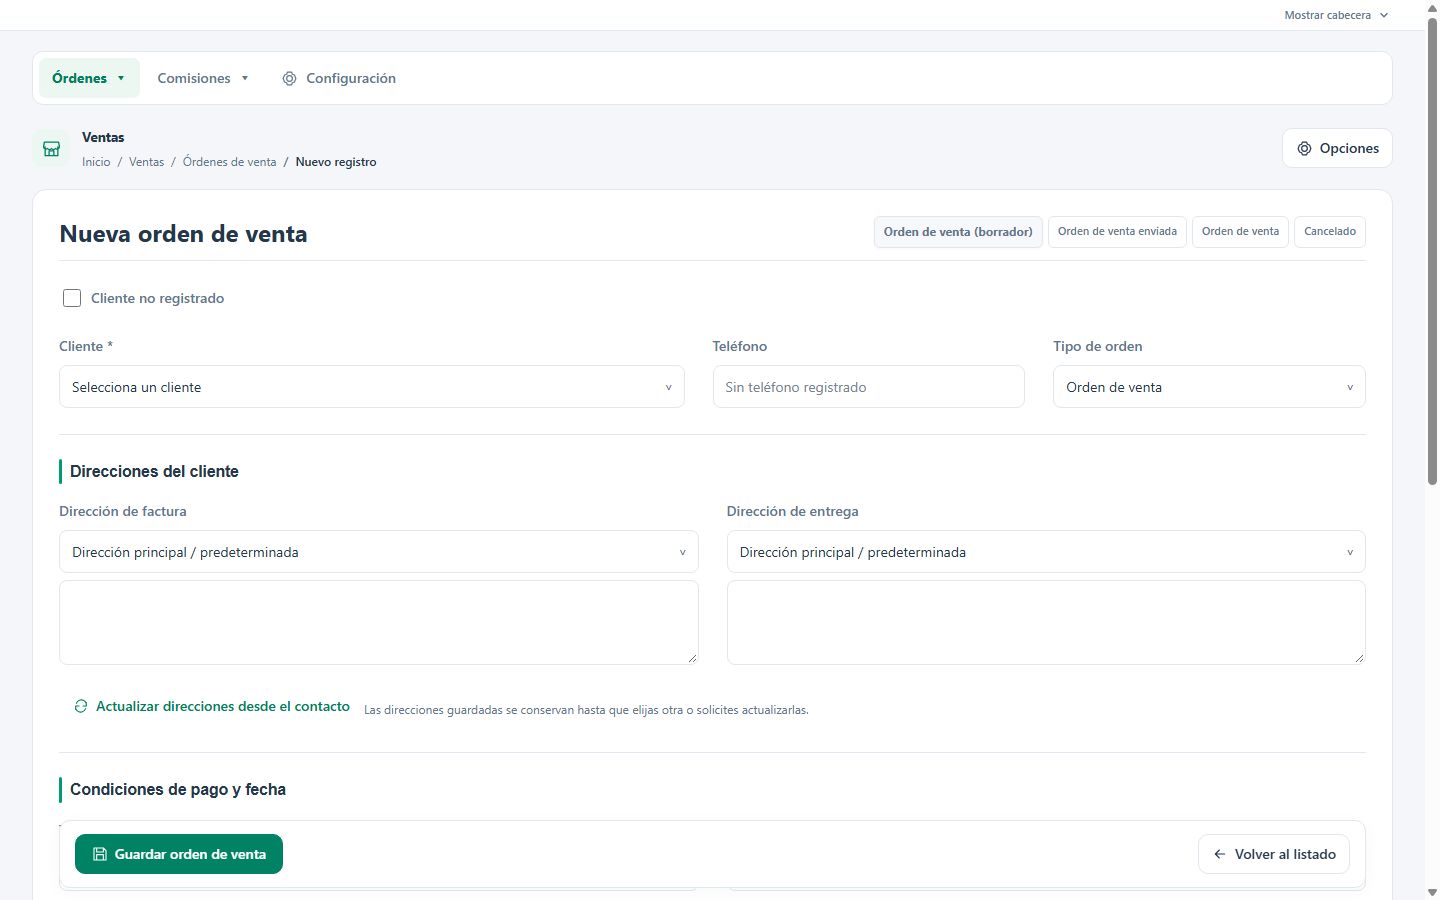 Mostrar cabecera
Órdenes
Comisiones
Configuración
Ventas
Inicio / Ventas / Órdenes de venta / Nuevo registro
Opciones
Nueva orden de venta
Orden de venta (borrador)
Orden de venta enviada
Orden de venta
Cancelado
Cliente no registrado
Cliente *
Teléfono
Tipo de orden
Selecciona un cliente
Sin teléfono registrado
Orden de venta
Direcciones del cliente
Dirección de factura
Dirección de entrega
Dirección principal / predeterminada
Dirección principal / predeterminada
Actualizar direcciones desde el contacto
Las direcciones guardadas se conservan hasta que elijas otra o solicites actualizarlas.
Condiciones de pago y fecha
Guardar orden de venta
Volver al listado